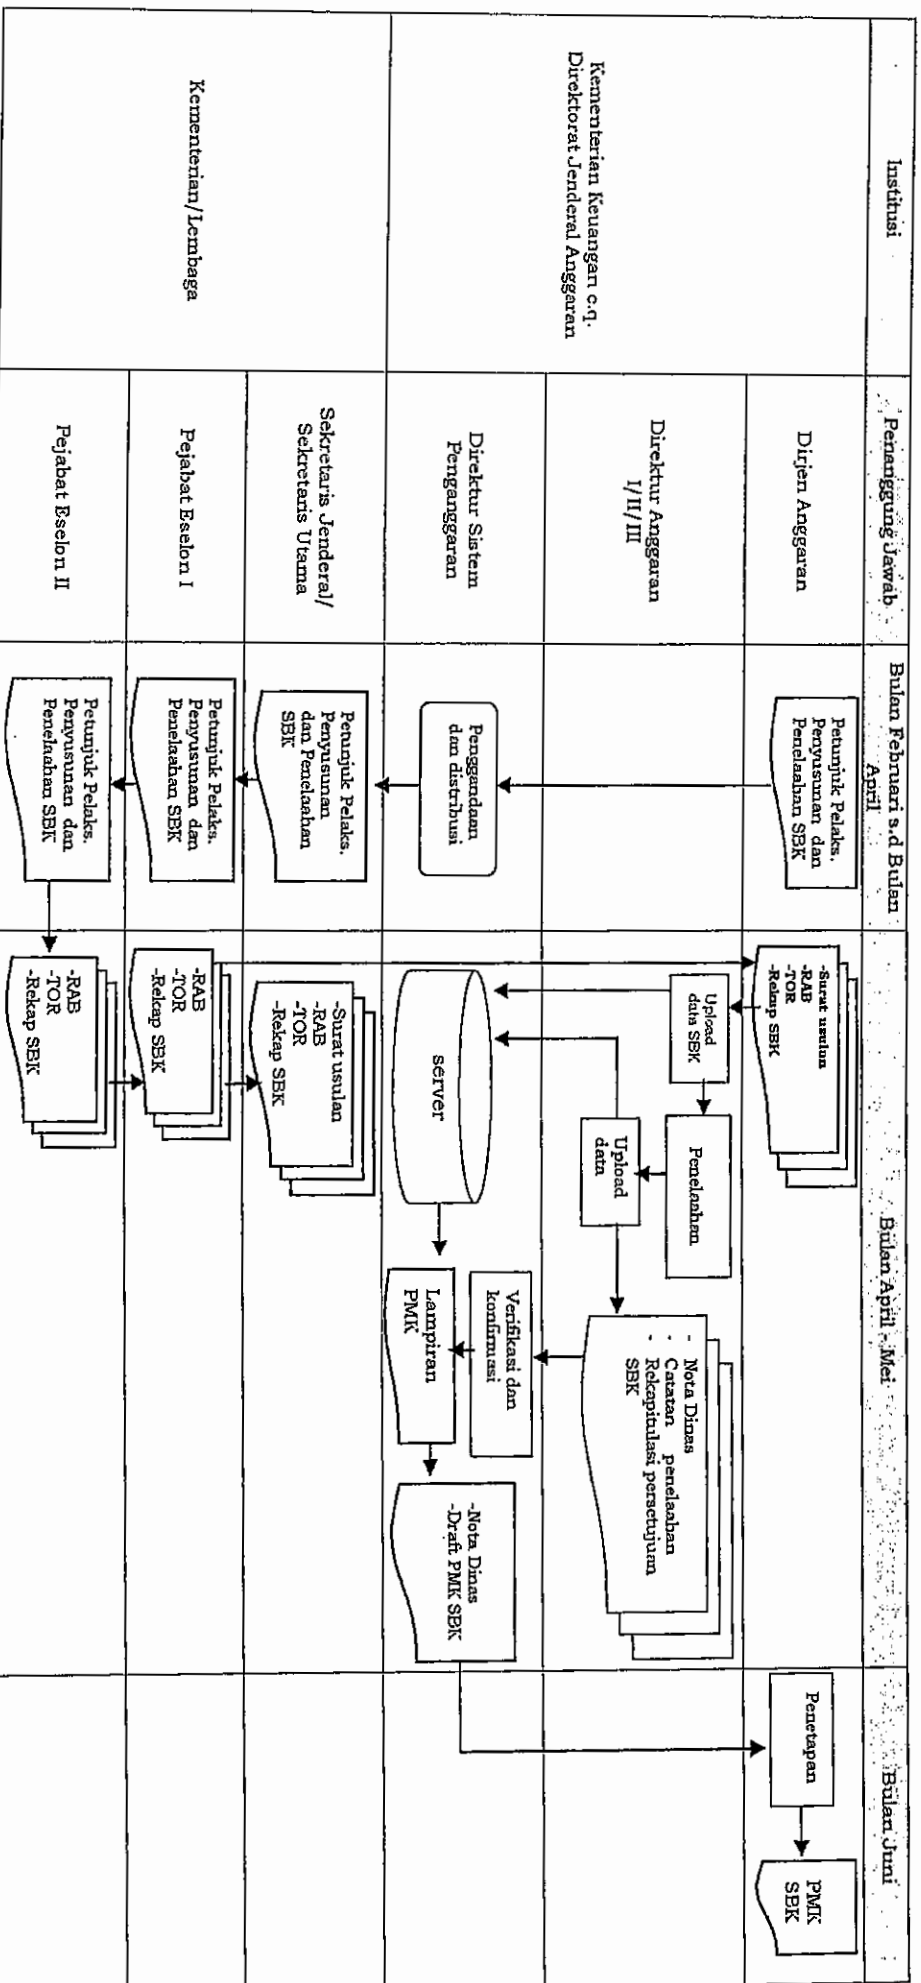 Institusi
Penanggung Jawab
Bulan Februari s.d Bulan
April
Bulan April - Mei
Bulan Juni
Kementerian Keuangan c.q.
Direktorat Jenderal Anggaran
Dirjen Anggaran
Petunjuk Pelaks.
Penyusunan dan
Penelaahan SBK
-Surat usulan
-RAB
-TOR
-Rekap SBK
Penetapan
PMK
SBK
Direktur Anggaran
I/II/III
Upload
data SBK
Penelaahan
Upload
data
- Nota Dinas
- Catatan penelaahan
- Rekapitulasi persetujuan
SBK
Direktur Sistem
Penganggaran
Penggandaan
dan distribusi
server
Verifikasi dan
konfirmasi
Lampiran
PMK
-Nota Dinas
-Draft PMK SBK
Kementerian/Lembaga
Sekretaris Jenderal/
Sekretaris Utama
Petunjuk Pelaks.
Penyusunan
dan Penelaahan
SBK
-Surat usulan
-RAB
-TOR
-Rekap SBK
Pejabat Eselon I
Petunjuk Pelaks.
Penyusunan dan
Penelaahan SBK
-RAB
-TOR
-Rekap SBK
Pejabat Eselon II
Petunjuk Pelaks.
Penyusunan dan
Penelaahan SBK
-RAB
-TOR
-Rekap SBK